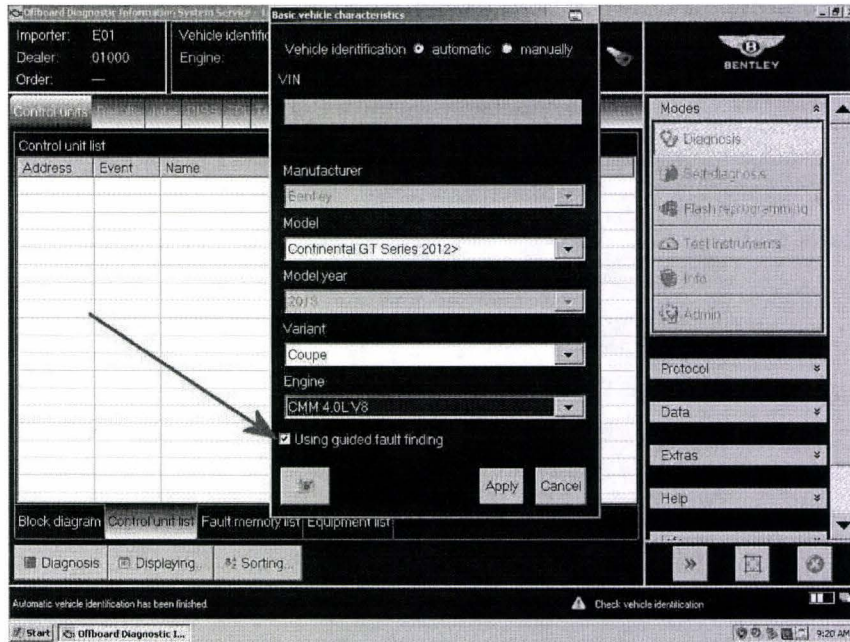 Offboard Diagnostic Information System Service
Importer: E01
Dealer: 01000
Order: —
Vehicle identific
Engine:
BENTLEY
Basic vehicle characteristics
Vehicle identification automatic manually
VIN
Manufacturer
Bentley
Model
Continental GT Series 2012>
Model year
2013
Variant
Coupe
Engine
CMM 4.0L V8
Using guided fault finding
Apply Cancel
Control units
DISS
Control unit list
Address Event Name
Block diagram Control unit list Fault memory list Equipment list
Diagnosis Displaying... Sorting...
Modes
Diagnosis
Self-diagnosis
Flash reprogramming
Test instruments
Info
Admin
Protocol
Data
Extras
Help
Automatic vehicle identification has been finished.
Check vehicle identification
Start Offboard Diagnostic I... 9:20 AM